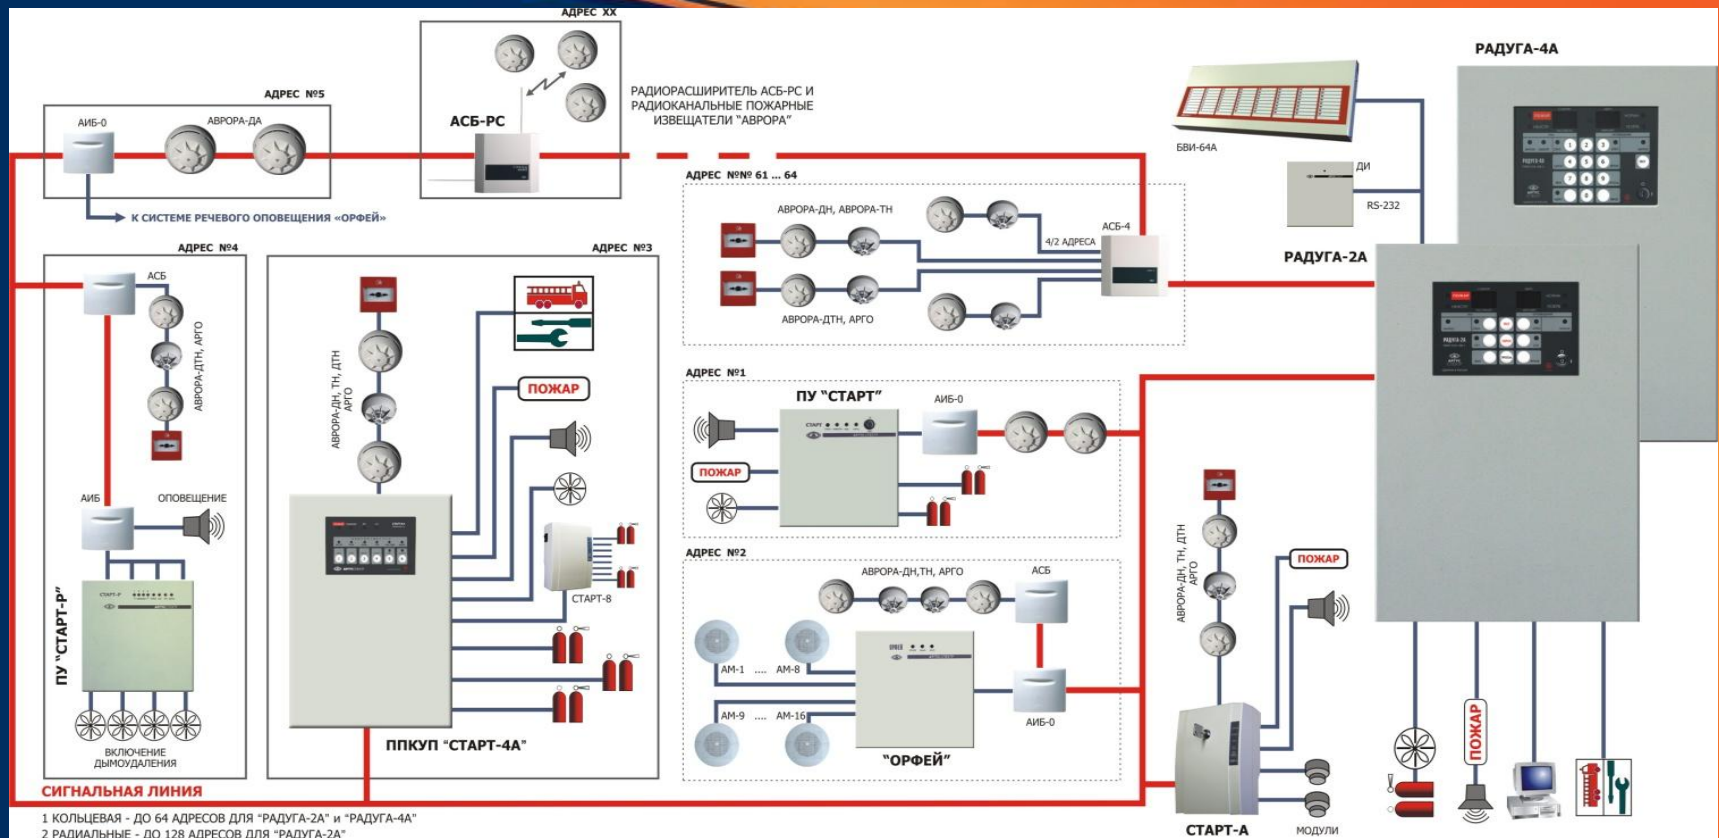 АДРЕС XX
РАДУГА-4А
АДРЕС №5
АИБ-0
АВРОРА-ДА
АСБ-РС
РАДИОРАСШИРИТЕЛЬ АСБ-РС И
РАДИОКАНАЛЬНЫЕ ПОЖАРНЫЕ
ИЗВЕЩАТЕЛИ "АВРОРА"
БВИ-64А
ДИ
RS-232
К СИСТЕМЕ РЕЧЕВОГО ОПОВЕЩЕНИЯ «ОРФЕЙ»
АДРЕС №№ 61 ... 64
АВРОРА-ДН, АВРОРА-ТН
4/2 АДРЕСА
АСБ-4
АВРОРА-ДТН, АРГО
РАДУГА-2А
АДРЕС №4
АСБ
АВРОРА-ДТН, АРГО
АИБ
ОПОВЕЩЕНИЕ
ПУ "СТАРТ-Р"
СТАРТ-Р
ВКЛЮЧЕНИЕ
ДЫМОУДАЛЕНИЯ
АДРЕС №3
АВРОРА-ДН, ТН, ДТН
АРГО
ПОЖАР
СТАРТ-8
ППКУП "СТАРТ-4А"
АДРЕС №1
ПУ "СТАРТ"
АИБ-0
СТАРТ
ПОЖАР
АДРЕС №2
АВРОРА-ДН,ТН, АРГО
АСБ
АМ-1 .... АМ-8
ОРФЕЙ
АМ-9 .... АМ-16
АИБ-0
"ОРФЕЙ"
АВРОРА-ДН, ТН, ДТН
АРГО
ПОЖАР
СТАРТ-А
МОДУЛИ
РАДУГА-2А
ПОЖАР
СИГНАЛЬНАЯ ЛИНИЯ
1 КОЛЬЦЕВАЯ - ДО 64 АДРЕСОВ ДЛЯ "РАДУГА-2А" и "РАДУГА-4А"
2 РАДИАЛЬНЫЕ - ДО 128 АДРЕСОВ ДЛЯ "РАДУГА-2А"